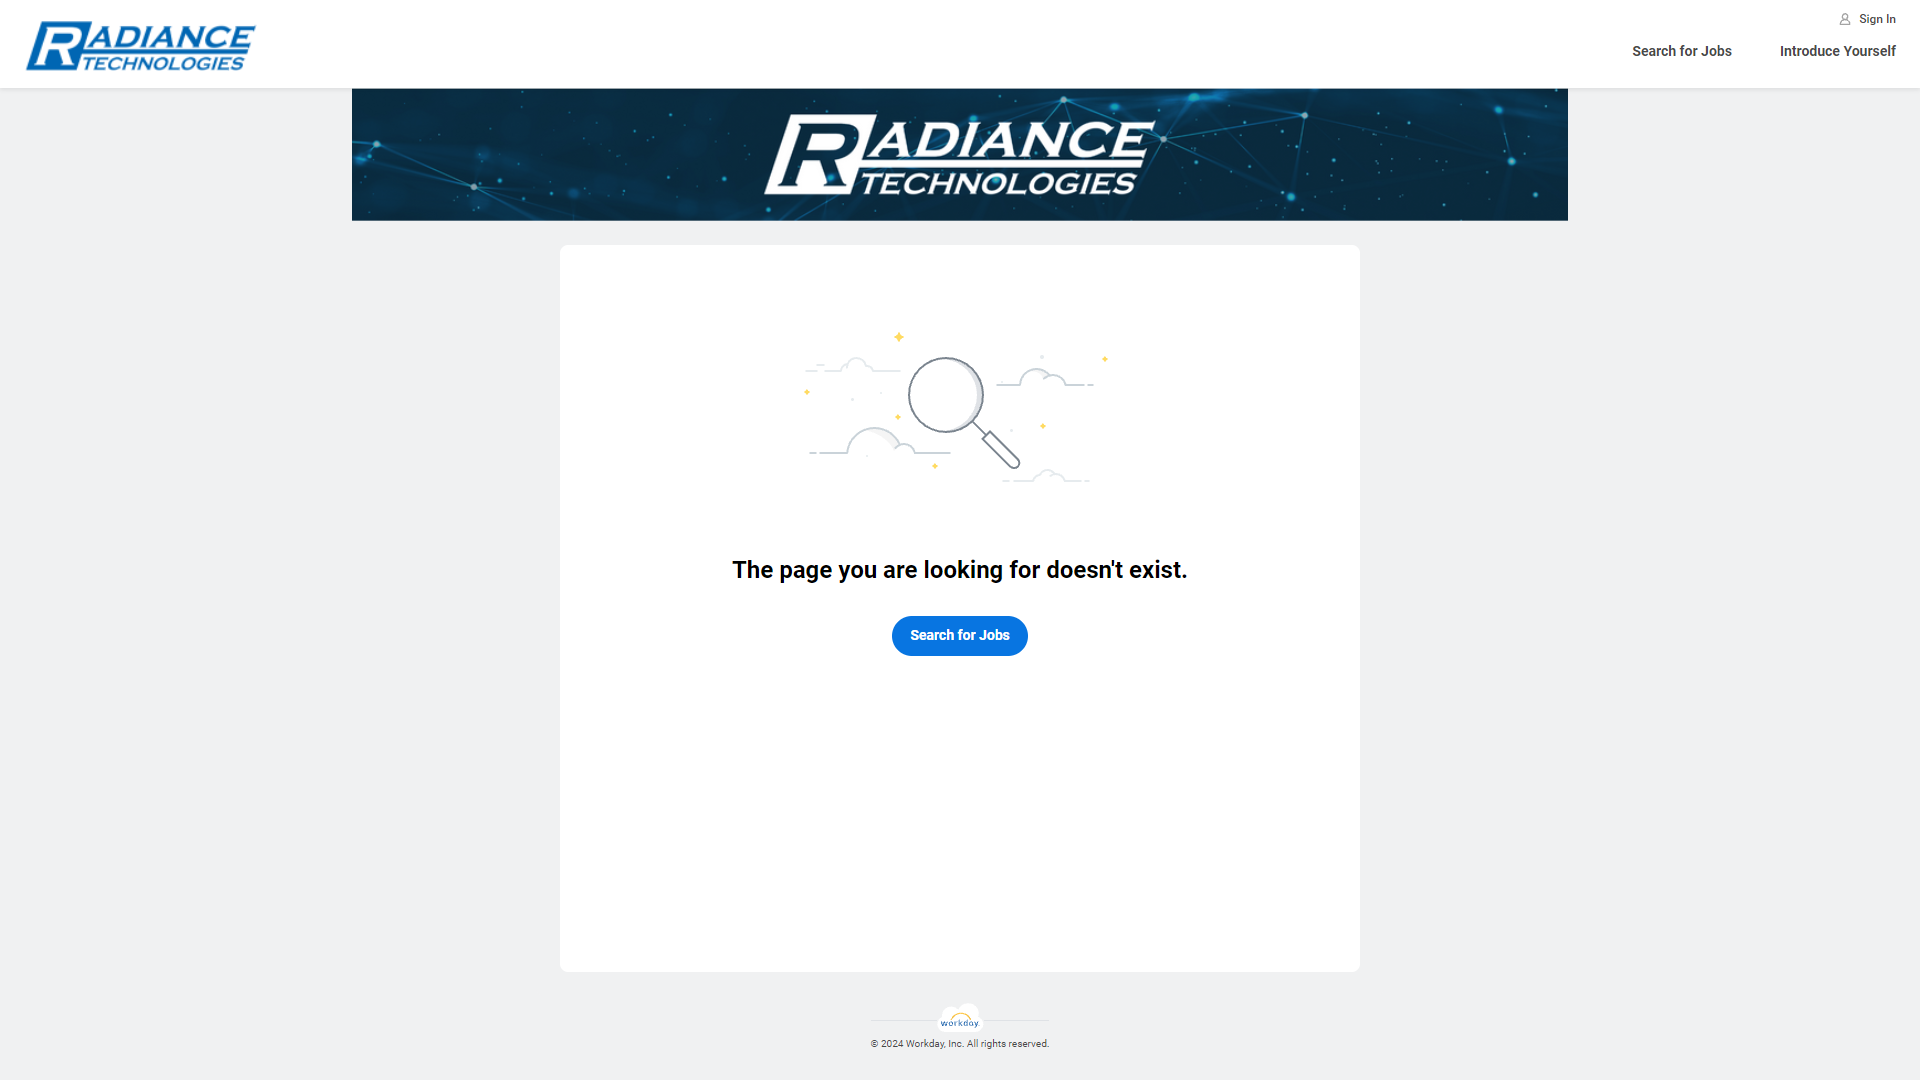 RADIANCE
TECHNOLOGIES
Sign In
Search for Jobs
Introduce Yourself
RADIANCE
TECHNOLOGIES
The page you are looking for doesn't exist.
Search for Jobs
workday.
© 2024 Workday, Inc. All rights reserved.